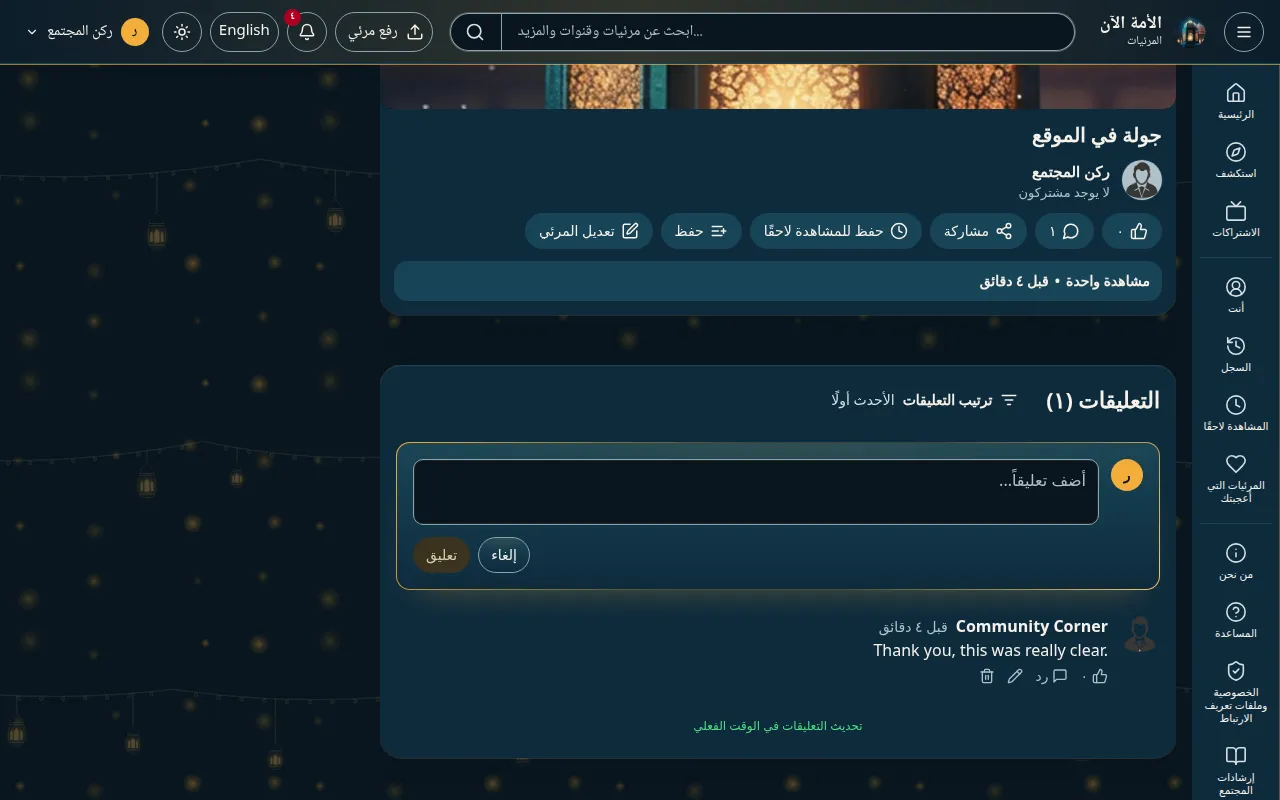 الأمة الآن
المرئيات
ابحث عن مرئيات وقنوات والمزيد...
رفع مرئي
٤
English
ر
ركن المجتمع
الرئيسية
استكشف
الاشتراكات
أنت
السجل
المشاهدة لاحقًا
المرئيات التي
أعجبتك
من نحن
المساعدة
الخصوصية
وملفات تعريف
الارتباط
إرشادات
المجتمع
جولة في الموقع
ركن المجتمع
لا يوجد مشتركون
٠
١
مشاركة
حفظ للمشاهدة لاحقًا
حفظ
تعديل المرئي
مشاهدة واحدة • قبل ٤ دقائق
التعليقات (١)
ترتيب التعليقات الأحدث أولًا
ر
أضف تعليقاً...
إلغاء
تعليق
Community Corner قبل ٤ دقائق
Thank you, this was really clear.
٠ رد
تحديث التعليقات في الوقت الفعلي